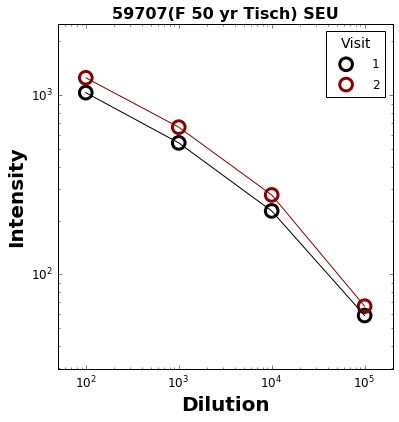 59707(F 50 yr Tisch) SEU
Visit
1
2
Intensity
10³
10²
10² 10³ 10⁴ 10⁵
Dilution